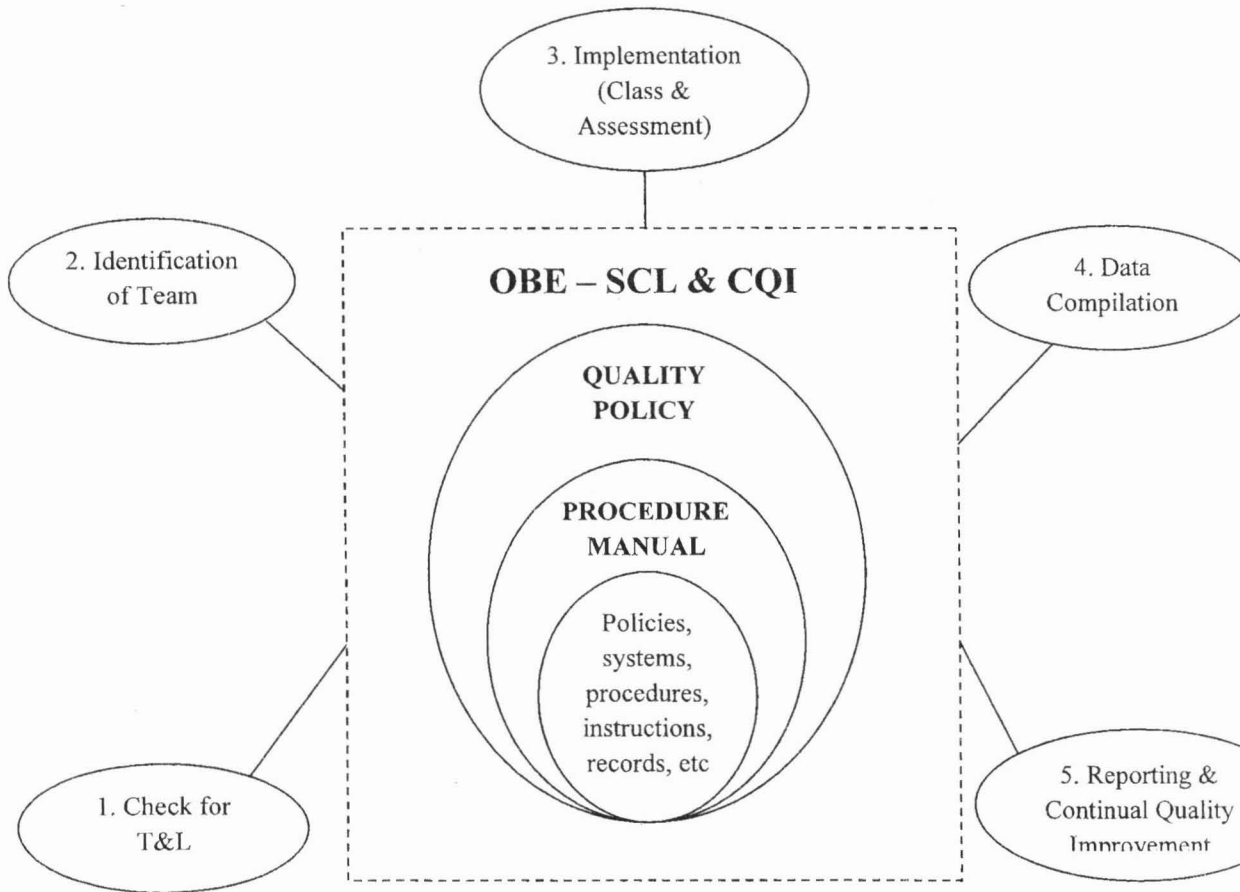 3. Implementation
(Class &
Assessment)
2. Identification
of Team
OBE – SCL & CQI
4. Data
Compilation
QUALITY
POLICY
PROCEDURE
MANUAL
Policies,
systems,
procedures,
instructions,
records, etc
1. Check for
T&L
5. Reporting &
Continual Quality
Improvement